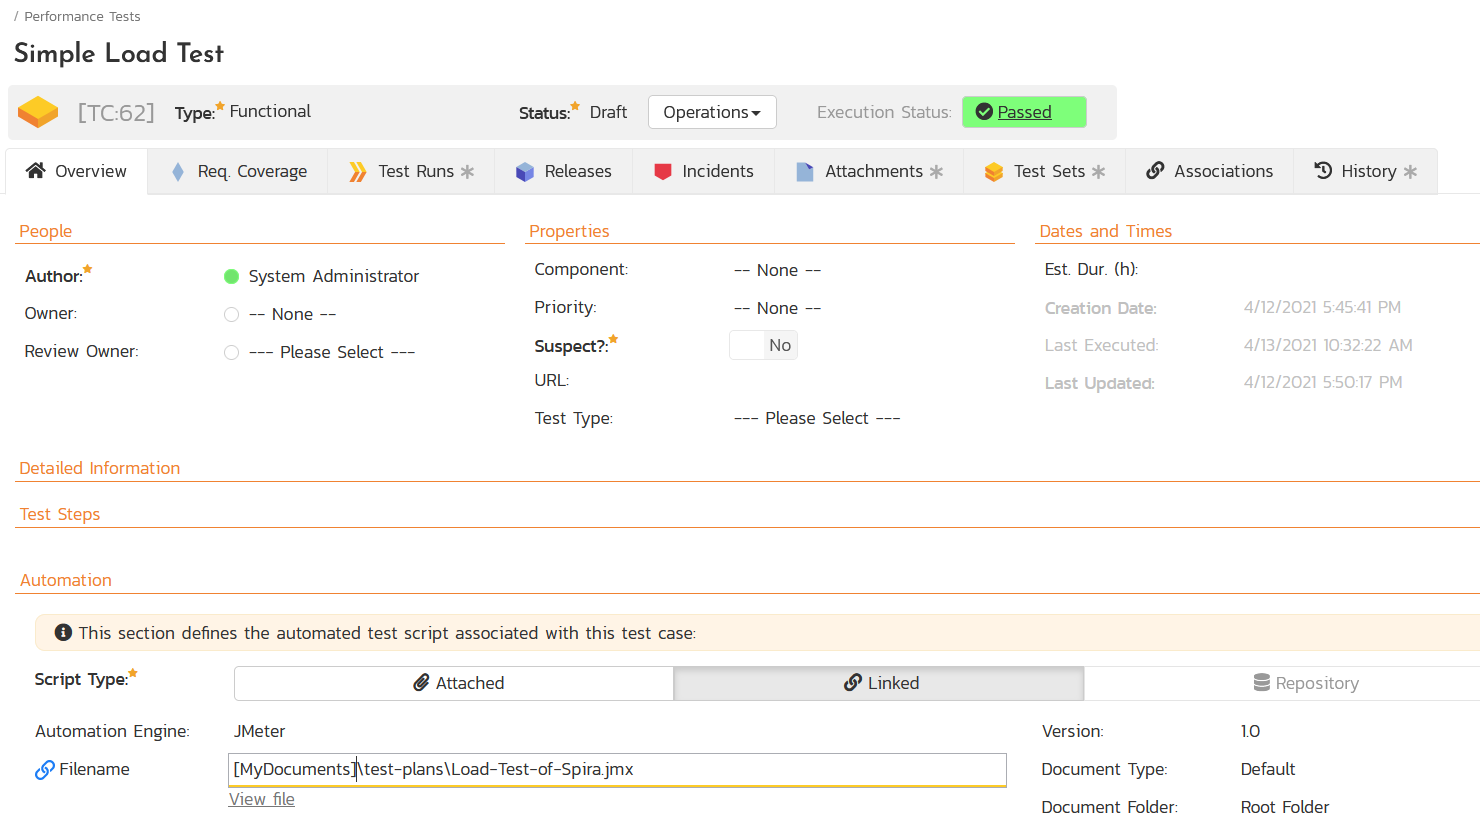 / Performance Tests
Simple Load Test
[TC:62] Type: Functional Status: Draft Operations Execution Status: Passed
Overview Req. Coverage Test Runs Releases Incidents Attachments Test Sets Associations History
People Properties Dates and Times
Author: System Administrator Component: -- None -- Est. Dur. (h):
Owner: -- None -- Priority: -- None -- Creation Date: 4/12/2021 5:45:41 PM
Review Owner: --- Please Select --- Suspect?: No Last Executed: 4/13/2021 10:32:22 AM
URL: Last Updated: 4/12/2021 5:50:17 PM
Test Type: --- Please Select ---
Detailed Information
Test Steps
Automation
This section defines the automated test script associated with this test case:
Script Type: Attached Linked Repository
Automation Engine: JMeter Version: 1.0
Filename [MyDocuments]\test-plans\Load-Test-of-Spira.jmx Document Type: Default
View file
Document Folder: Root Folder